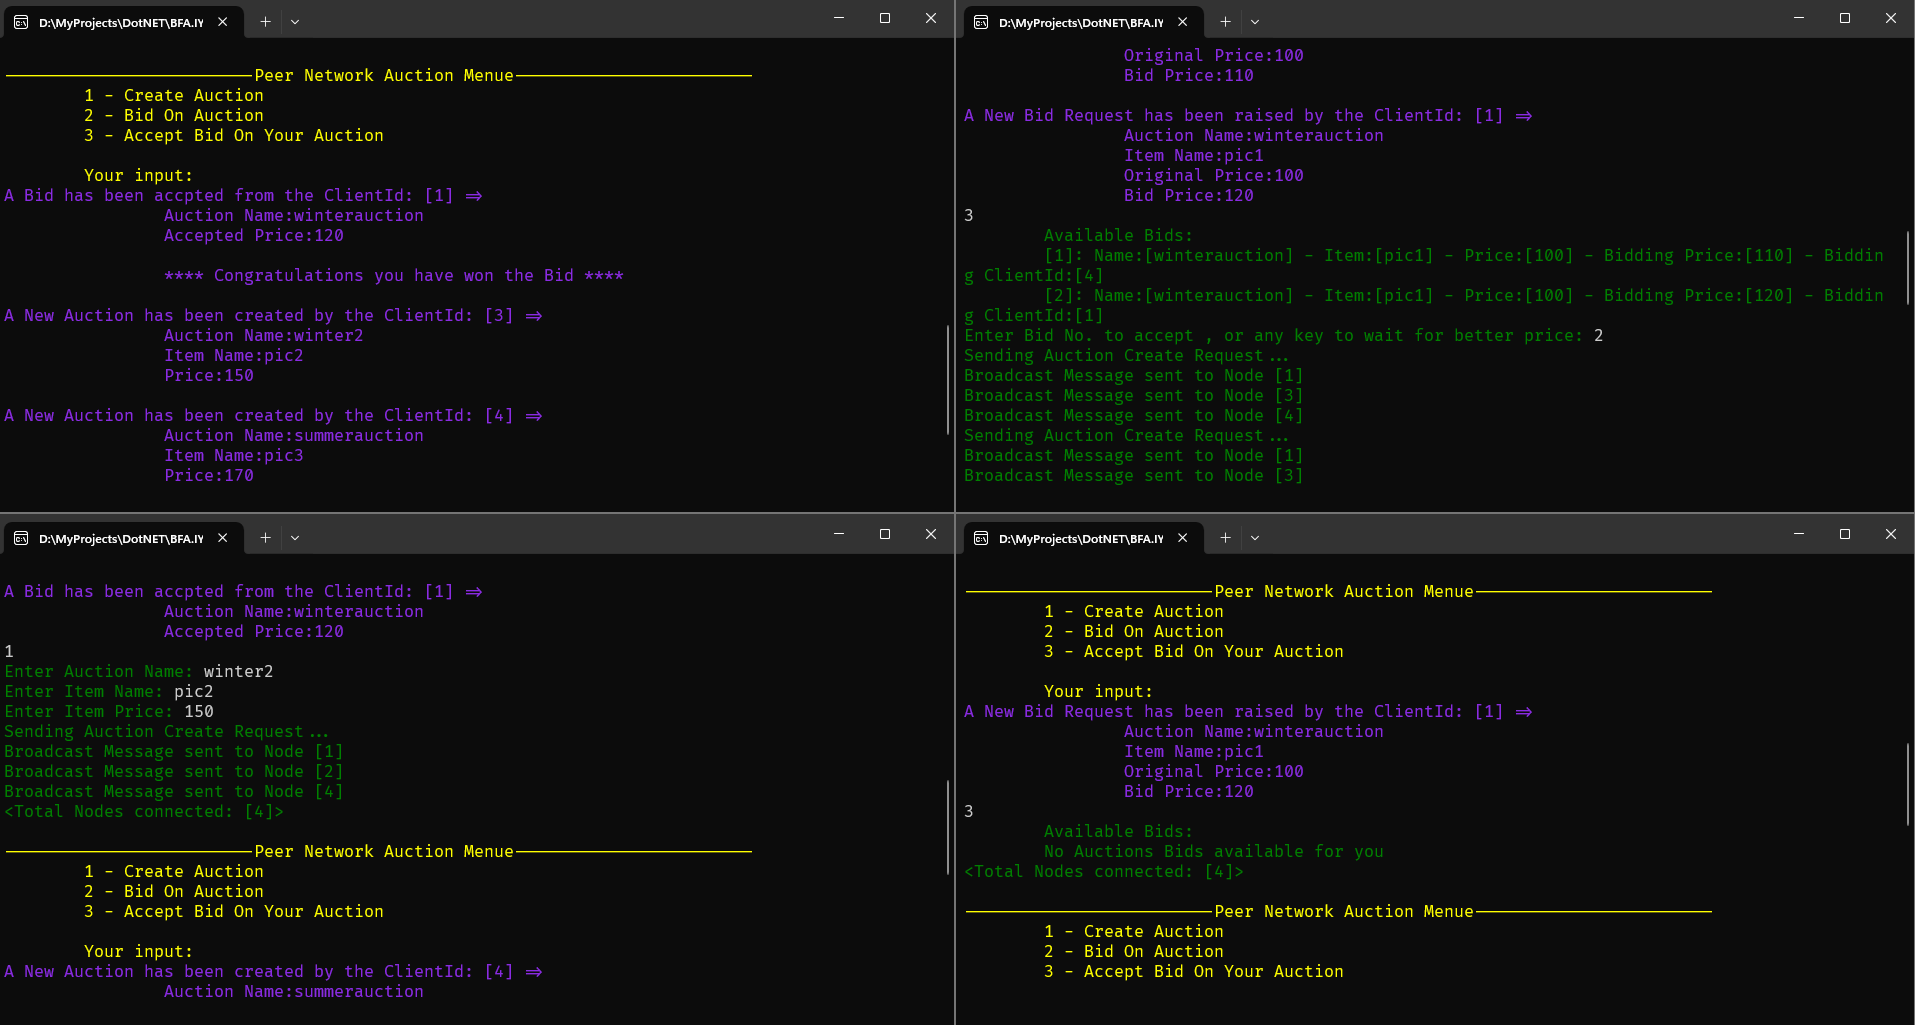 D:\MyProjects\DotNET\BFA.IY
Peer Network Auction Menue
1 - Create Auction
2 - Bid On Auction
3 - Accept Bid On Your Auction
Your input:
A Bid has been accpted from the ClientId: [1] =>
Auction Name:winterauction
Accepted Price:120
**** Congratulations you have won the Bid ****
A New Auction has been created by the ClientId: [3] =>
Auction Name:winter2
Item Name:pic2
Price:150
A New Auction has been created by the ClientId: [4] =>
Auction Name:summerauction
Item Name:pic3
Price:170
D:\MyProjects\DotNET\BFA.IY
Original Price:100
Bid Price:110
A New Bid Request has been raised by the ClientId: [1] =>
Auction Name:winterauction
Item Name:pic1
Original Price:100
Bid Price:120
3
Available Bids:
[1]: Name:[winterauction] - Item:[pic1] - Price:[100] - Bidding Price:[110] - Biddin
g ClientId:[4]
[2]: Name:[winterauction] - Item:[pic1] - Price:[100] - Bidding Price:[120] - Biddin
g ClientId:[1]
Enter Bid No. to accept , or any key to wait for better price: 2
Sending Auction Create Request...
Broadcast Message sent to Node [1]
Broadcast Message sent to Node [3]
Broadcast Message sent to Node [4]
Sending Auction Create Request...
Broadcast Message sent to Node [1]
Broadcast Message sent to Node [3]
D:\MyProjects\DotNET\BFA.IY
A Bid has been accpted from the ClientId: [1] =>
Auction Name:winterauction
Accepted Price:120
1
Enter Auction Name: winter2
Enter Item Name: pic2
Enter Item Price: 150
Sending Auction Create Request...
Broadcast Message sent to Node [1]
Broadcast Message sent to Node [2]
Broadcast Message sent to Node [4]
<Total Nodes connected: [4]>
Peer Network Auction Menue
1 - Create Auction
2 - Bid On Auction
3 - Accept Bid On Your Auction
Your input:
A New Auction has been created by the ClientId: [4] =>
Auction Name:summerauction
D:\MyProjects\DotNET\BFA.IY
Peer Network Auction Menue
1 - Create Auction
2 - Bid On Auction
3 - Accept Bid On Your Auction
Your input:
A New Bid Request has been raised by the ClientId: [1] =>
Auction Name:winterauction
Item Name:pic1
Original Price:100
Bid Price:120
3
Available Bids:
No Auctions Bids available for you
<Total Nodes connected: [4]>
Peer Network Auction Menue
1 - Create Auction
2 - Bid On Auction
3 - Accept Bid On Your Auction